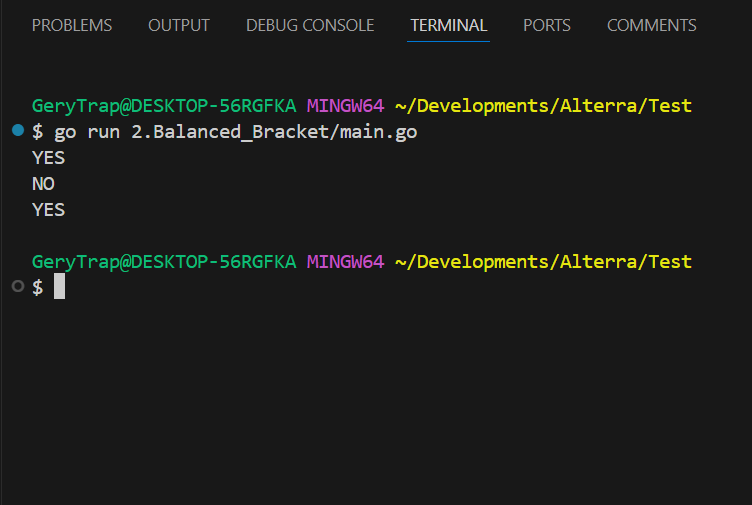 PROBLEMS OUTPUT DEBUG CONSOLE TERMINAL PORTS COMMENTS
GeryTrap@DESKTOP-56RGFKA MINGW64 ~/Developments/Alterra/Test
$ go run 2.Balanced_Bracket/main.go
YES
NO
YES
GeryTrap@DESKTOP-56RGFKA MINGW64 ~/Developments/Alterra/Test
$